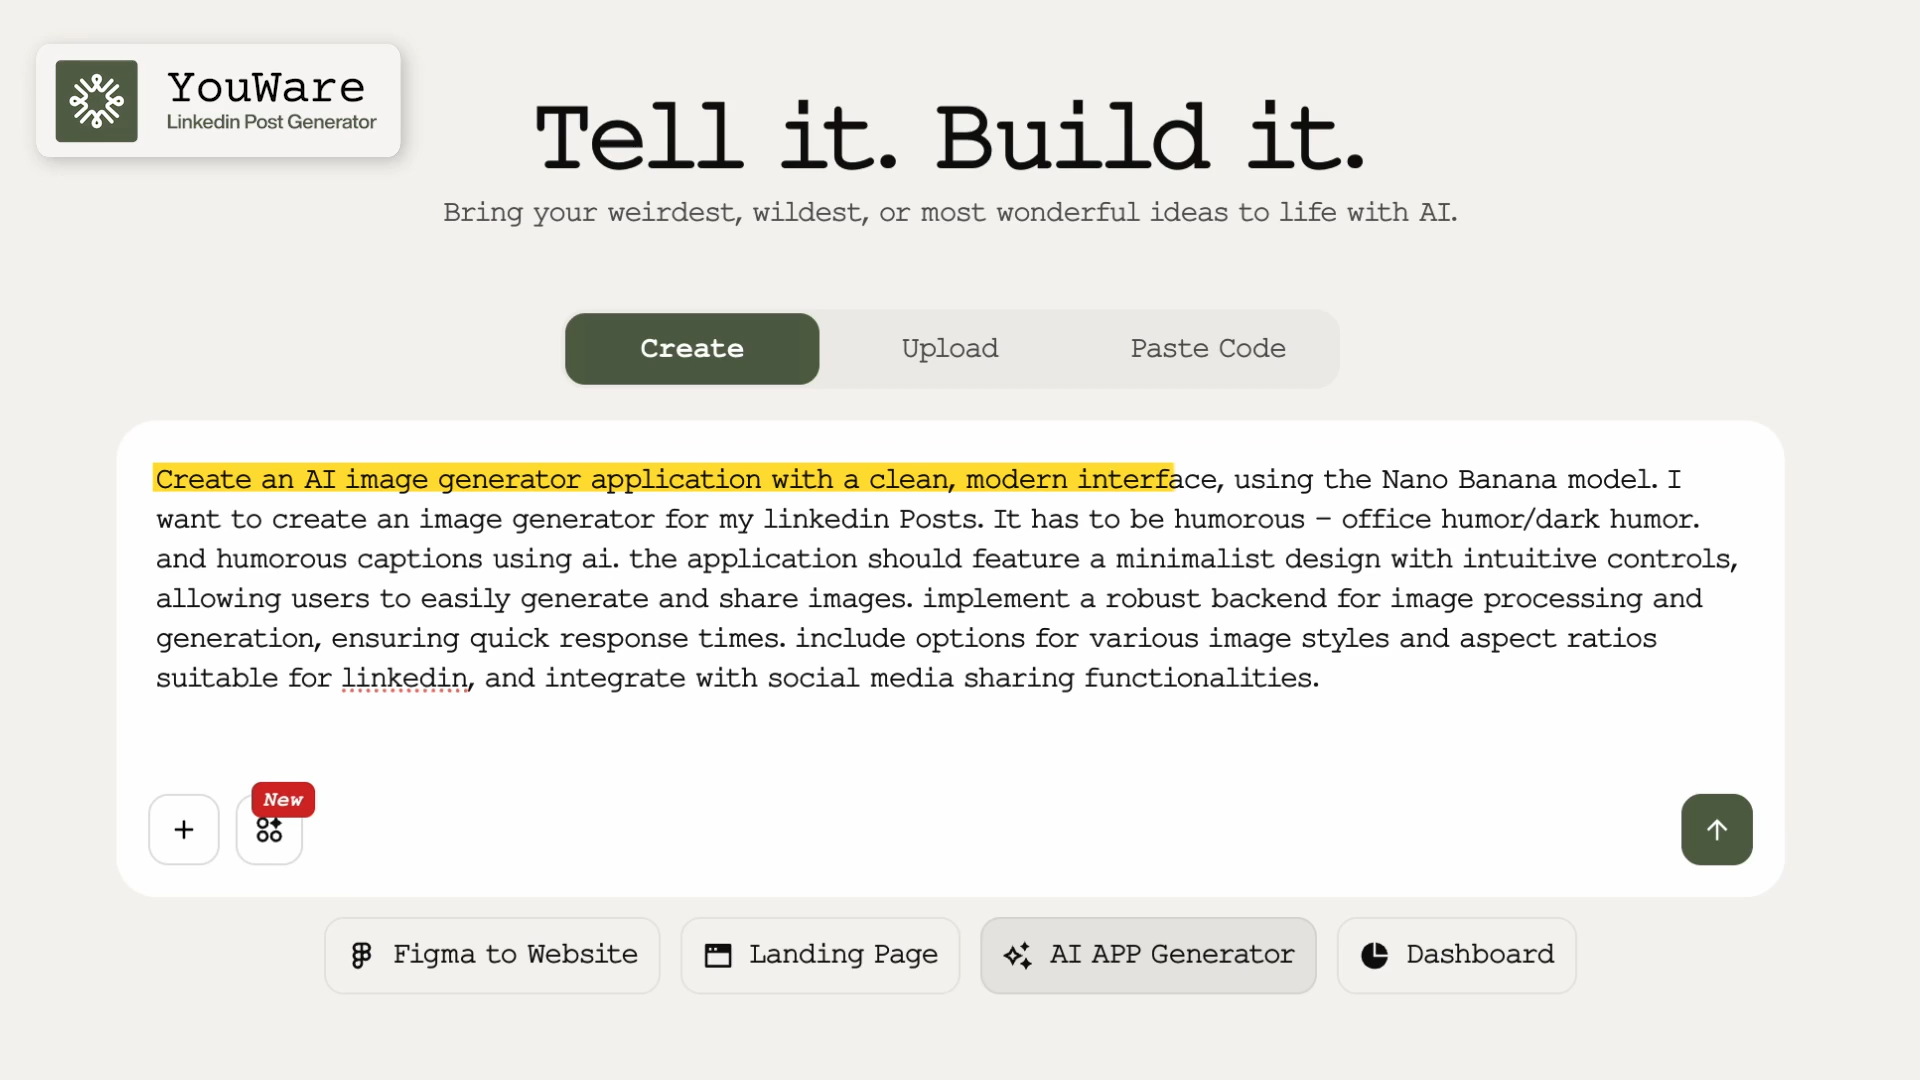 YouWare
Linkedin Post Generator
Tell it. Build it.
Bring your weirdest, wildest, or most wonderful ideas to life with AI.
Create
Upload
Paste Code
Create an AI image generator application with a clean, modern interface, using the Nano Banana model. I
want to create an image generator for my linkedin Posts. It has to be humorous – office humor/dark humor.
and humorous captions using ai. the application should feature a minimalist design with intuitive controls,
allowing users to easily generate and share images. implement a robust backend for image processing and
generation, ensuring quick response times. include options for various image styles and aspect ratios
suitable for linkedin, and integrate with social media sharing functionalities.
New
Figma to Website
Landing Page
AI APP Generator
Dashboard